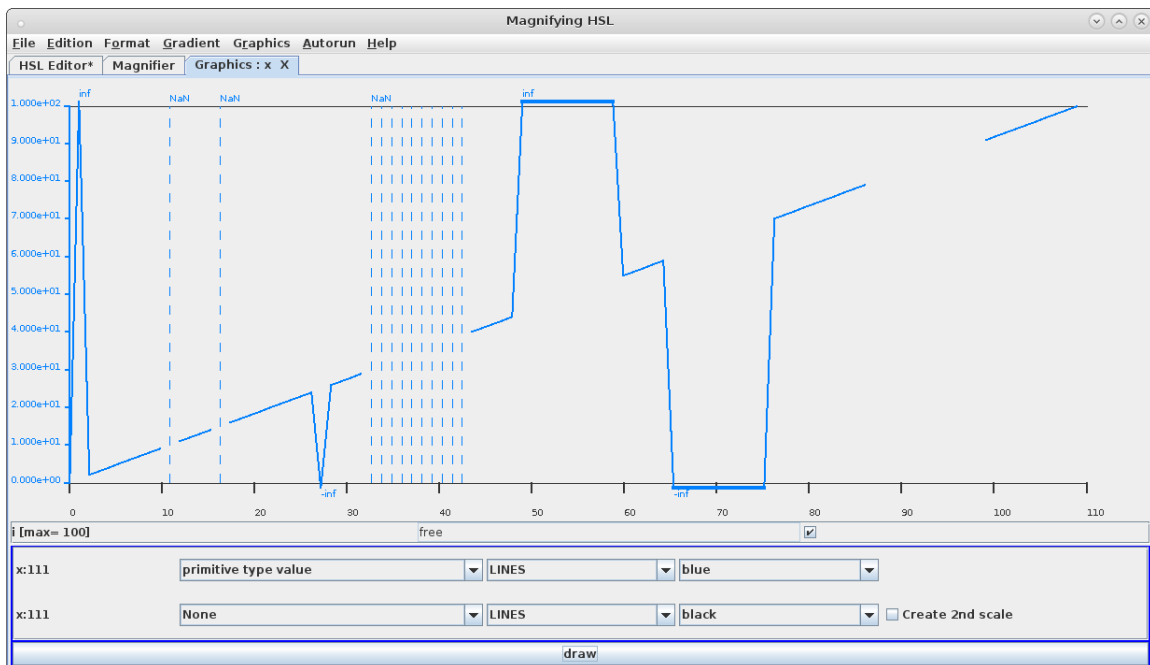 Magnifying HSL
File Edition Format Gradient Graphics Autorun Help
HSL Editor* Magnifier Graphics : x X
inf inf
NaN NaN NaN
1.000e+02
9.000e+01
8.000e+01
7.000e+01
6.000e+01
5.000e+01
4.000e+01
3.000e+01
2.000e+01
1.000e+01
0.000e+00
-inf -inf
0 10 20 30 40 50 60 70 80 90 100 110
i [max= 100] free
x:111 primitive type value LINES blue
x:111 None LINES black Create 2nd scale
draw